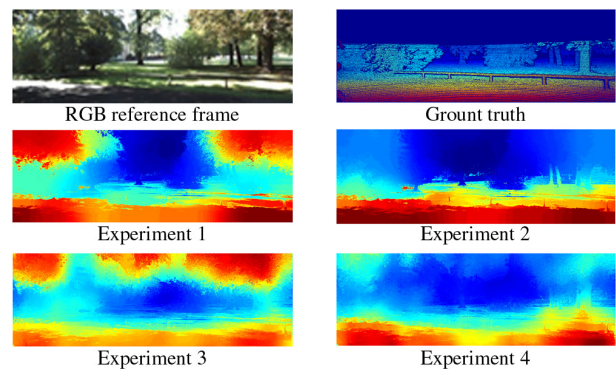 RGB reference frame
Grount truth
Experiment 1
Experiment 2
Experiment 3
Experiment 4